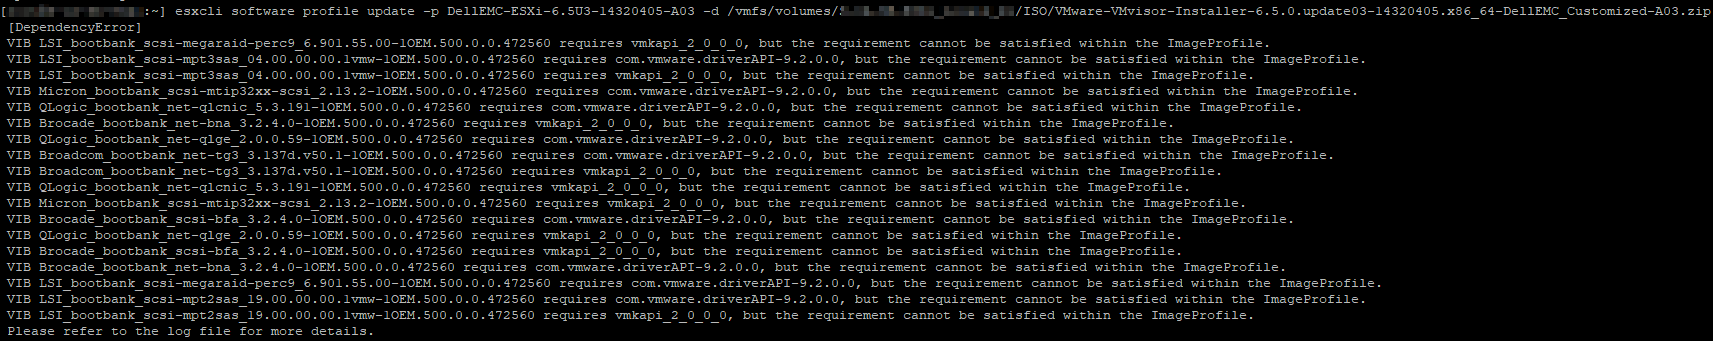 :~] esxcli software profile update -p DellEMC-ESXi-6.5U3-14320405-A03 -d /vmfs/volumes/ /ISO/VMware-VMvisor-Installer-6.5.0.update03-14320405.x86_64-DellEMC_Customized-A03.zip
[DependencyError]
VIB LSI_bootbank_scsi-megaraid-perc9_6.901.55.00-1OEM.500.0.0.472560 requires vmkapi_2_0_0_0, but the requirement cannot be satisfied within the ImageProfile.
VIB LSI_bootbank_scsi-mpt3sas_04.00.00.00.1vmw-1OEM.500.0.0.472560 requires com.vmware.driverAPI-9.2.0.0, but the requirement cannot be satisfied within the ImageProfile.
VIB LSI_bootbank_scsi-mpt3sas_04.00.00.00.1vmw-1OEM.500.0.0.472560 requires vmkapi_2_0_0_0, but the requirement cannot be satisfied within the ImageProfile.
VIB Micron_bootbank_scsi-mtip32xx-scsi_2.13.2-1OEM.500.0.0.472560 requires com.vmware.driverAPI-9.2.0.0, but the requirement cannot be satisfied within the ImageProfile.
VIB QLogic_bootbank_net-qlcnic_5.3.191-1OEM.500.0.0.472560 requires com.vmware.driverAPI-9.2.0.0, but the requirement cannot be satisfied within the ImageProfile.
VIB Brocade_bootbank_net-bna_3.2.4.0-1OEM.500.0.0.472560 requires vmkapi_2_0_0_0, but the requirement cannot be satisfied within the ImageProfile.
VIB QLogic_bootbank_net-qlge_2.0.0.59-1OEM.500.0.0.472560 requires com.vmware.driverAPI-9.2.0.0, but the requirement cannot be satisfied within the ImageProfile.
VIB Broadcom_bootbank_net-tg3_3.137d.v50.1-1OEM.500.0.0.472560 requires com.vmware.driverAPI-9.2.0.0, but the requirement cannot be satisfied within the ImageProfile.
VIB Broadcom_bootbank_net-tg3_3.137d.v50.1-1OEM.500.0.0.472560 requires vmkapi_2_0_0_0, but the requirement cannot be satisfied within the ImageProfile.
VIB QLogic_bootbank_net-qlcnic_5.3.191-1OEM.500.0.0.472560 requires vmkapi_2_0_0_0, but the requirement cannot be satisfied within the ImageProfile.
VIB Micron_bootbank_scsi-mtip32xx-scsi_2.13.2-1OEM.500.0.0.472560 requires vmkapi_2_0_0_0, but the requirement cannot be satisfied within the ImageProfile.
VIB Brocade_bootbank_scsi-bfa_3.2.4.0-1OEM.500.0.0.472560 requires com.vmware.driverAPI-9.2.0.0, but the requirement cannot be satisfied within the ImageProfile.
VIB QLogic_bootbank_net-qlge_2.0.0.59-1OEM.500.0.0.472560 requires vmkapi_2_0_0_0, but the requirement cannot be satisfied within the ImageProfile.
VIB Brocade_bootbank_scsi-bfa_3.2.4.0-1OEM.500.0.0.472560 requires vmkapi_2_0_0_0, but the requirement cannot be satisfied within the ImageProfile.
VIB Brocade_bootbank_net-bna_3.2.4.0-1OEM.500.0.0.472560 requires com.vmware.driverAPI-9.2.0.0, but the requirement cannot be satisfied within the ImageProfile.
VIB LSI_bootbank_scsi-megaraid-perc9_6.901.55.00-1OEM.500.0.0.472560 requires com.vmware.driverAPI-9.2.0.0, but the requirement cannot be satisfied within the ImageProfile.
VIB LSI_bootbank_scsi-mpt2sas_19.00.00.00.1vmw-1OEM.500.0.0.472560 requires com.vmware.driverAPI-9.2.0.0, but the requirement cannot be satisfied within the ImageProfile.
VIB LSI_bootbank_scsi-mpt2sas_19.00.00.00.1vmw-1OEM.500.0.0.472560 requires vmkapi_2_0_0_0, but the requirement cannot be satisfied within the ImageProfile.
Please refer to the log file for more details.